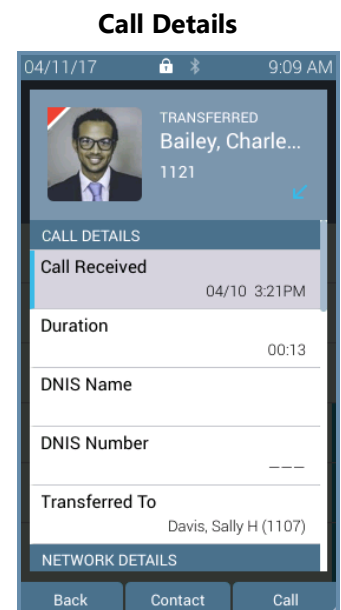 Call Details
04/11/17 9:09 AM
TRANSFERRED
Bailey, Charle...
1121
CALL DETAILS
Call Received
04/10 3:21PM
Duration
00:13
DNIS Name
DNIS Number
–––
Transferred To
Davis, Sally H (1107)
NETWORK DETAILS
Back Contact Call